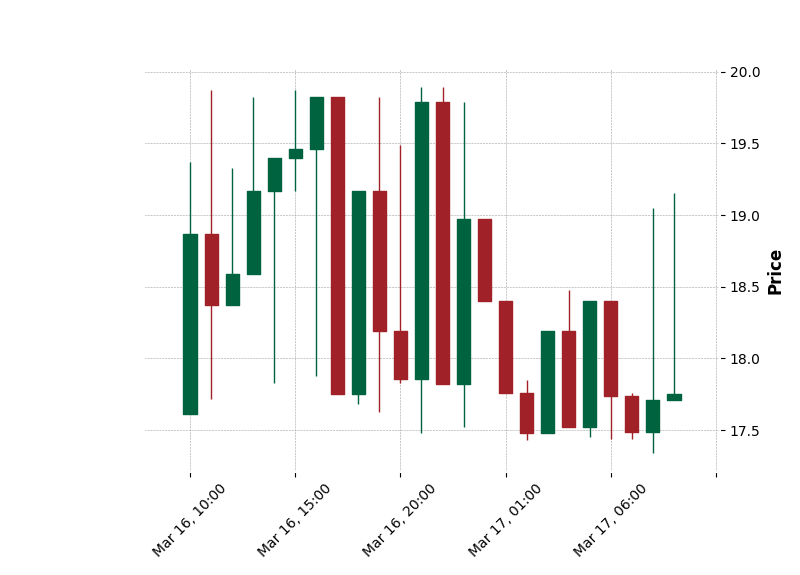 20.0
19.5
19.0
18.5
18.0
17.5
Price
Mar 16, 10:00
Mar 16, 15:00
Mar 16, 20:00
Mar 17, 01:00
Mar 17, 06:00